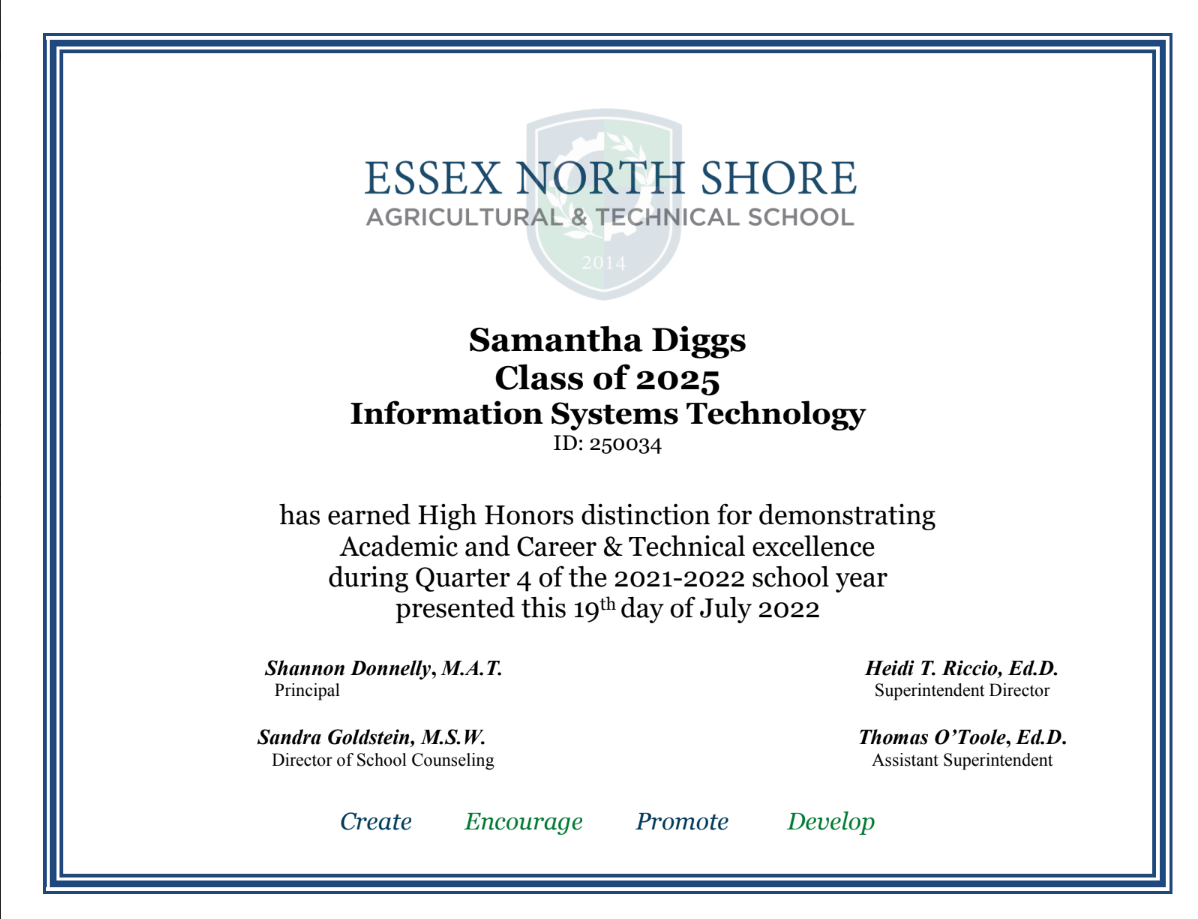 ESSEX NORTH SHORE
AGRICULTURAL & TECHNICAL SCHOOL
2014
Samantha Diggs
Class of 2025
Information Systems Technology
ID: 250034
has earned High Honors distinction for demonstrating
Academic and Career & Technical excellence
during Quarter 4 of the 2021-2022 school year
presented this 19th day of July 2022
Shannon Donnelly, M.A.T.
Principal
Heidi T. Riccio, Ed.D.
Superintendent Director
Sandra Goldstein, M.S.W.
Director of School Counseling
Thomas O’Toole, Ed.D.
Assistant Superintendent
Create Encourage Promote Develop